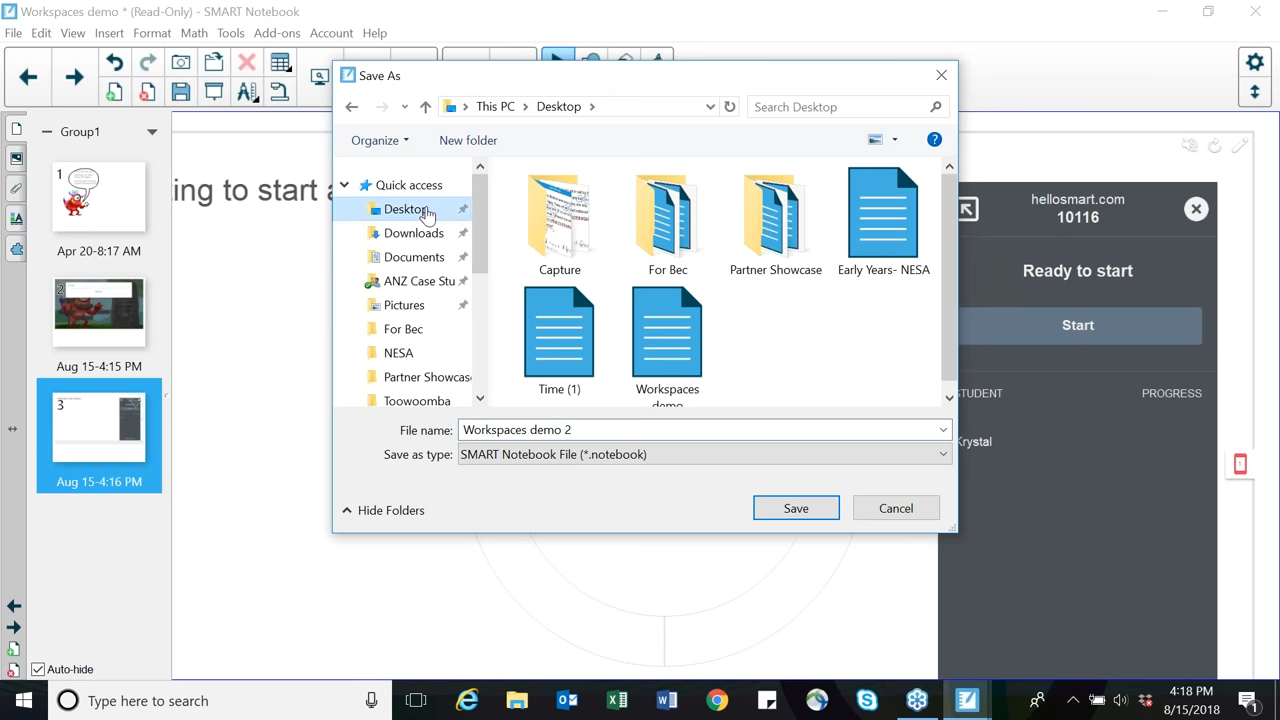 Workspaces demo * (Read-Only) - SMART Notebook
File Edit View Insert Format Math Tools Add-ons Account Help
Save As
This PC > Desktop >
Search Desktop
Organize
New folder
Group1
1
Apr 20-8:17 AM
2
Aug 15-4:15 PM
3
Aug 15-4:16 PM
Auto-hide
ing to start
Quick access
Desktop
Downloads
Documents
ANZ Case Stu
Pictures
For Bec
NESA
Partner Showcas
Toowoomba
Capture
For Bec
Partner Showcase
Early Years- NESA
Time (1)
Workspaces
demo
File name: Workspaces demo 2
Save as type: SMART Notebook File (*.notebook)
Hide Folders
Save
Cancel
hellosmart.com
10116
Ready to start
Start
STUDENT PROGRESS
Krystal
1
Type here to search
4:18 PM
8/15/2018
1